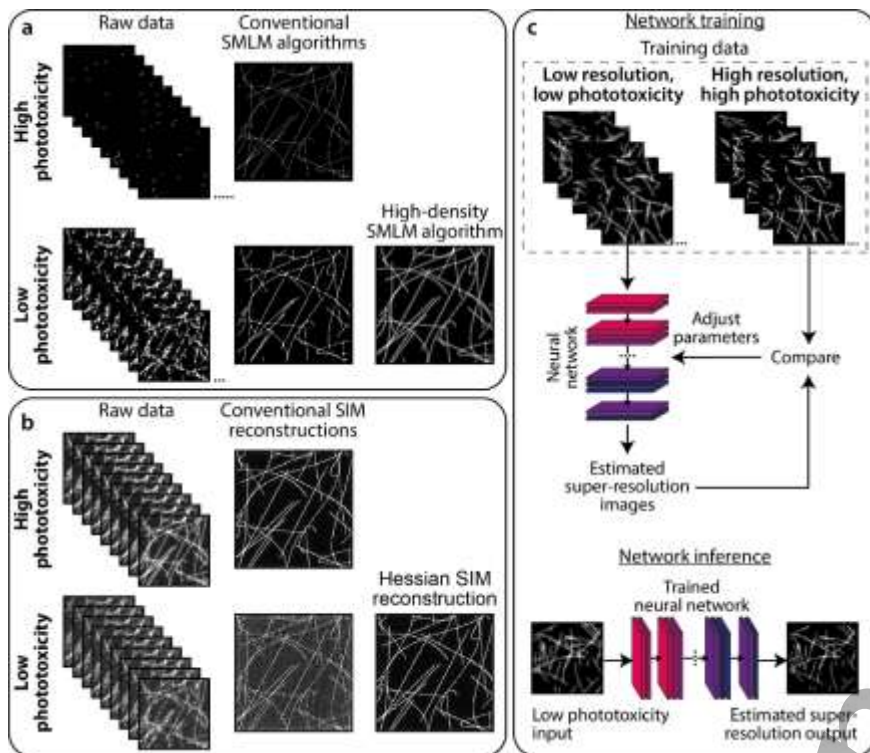 a
Raw data
Conventional
SMLM algorithms
High
phototoxicity
.....
High-density
SMLM algorithm
Low
phototoxicity
...
b
Raw data
Conventional SIM
reconstructions
High
phototoxicity
Hessian SIM
reconstruction
Low
phototoxicity
c
Network training
Training data
Low resolution,
low phototoxicity
High resolution,
high phototoxicity
...
...
Neural
network
Adjust
parameters
Compare
Estimated
super-resolution
images
Network inference
Trained
neural network
Low phototoxicity
input
Estimated super-
resolution output